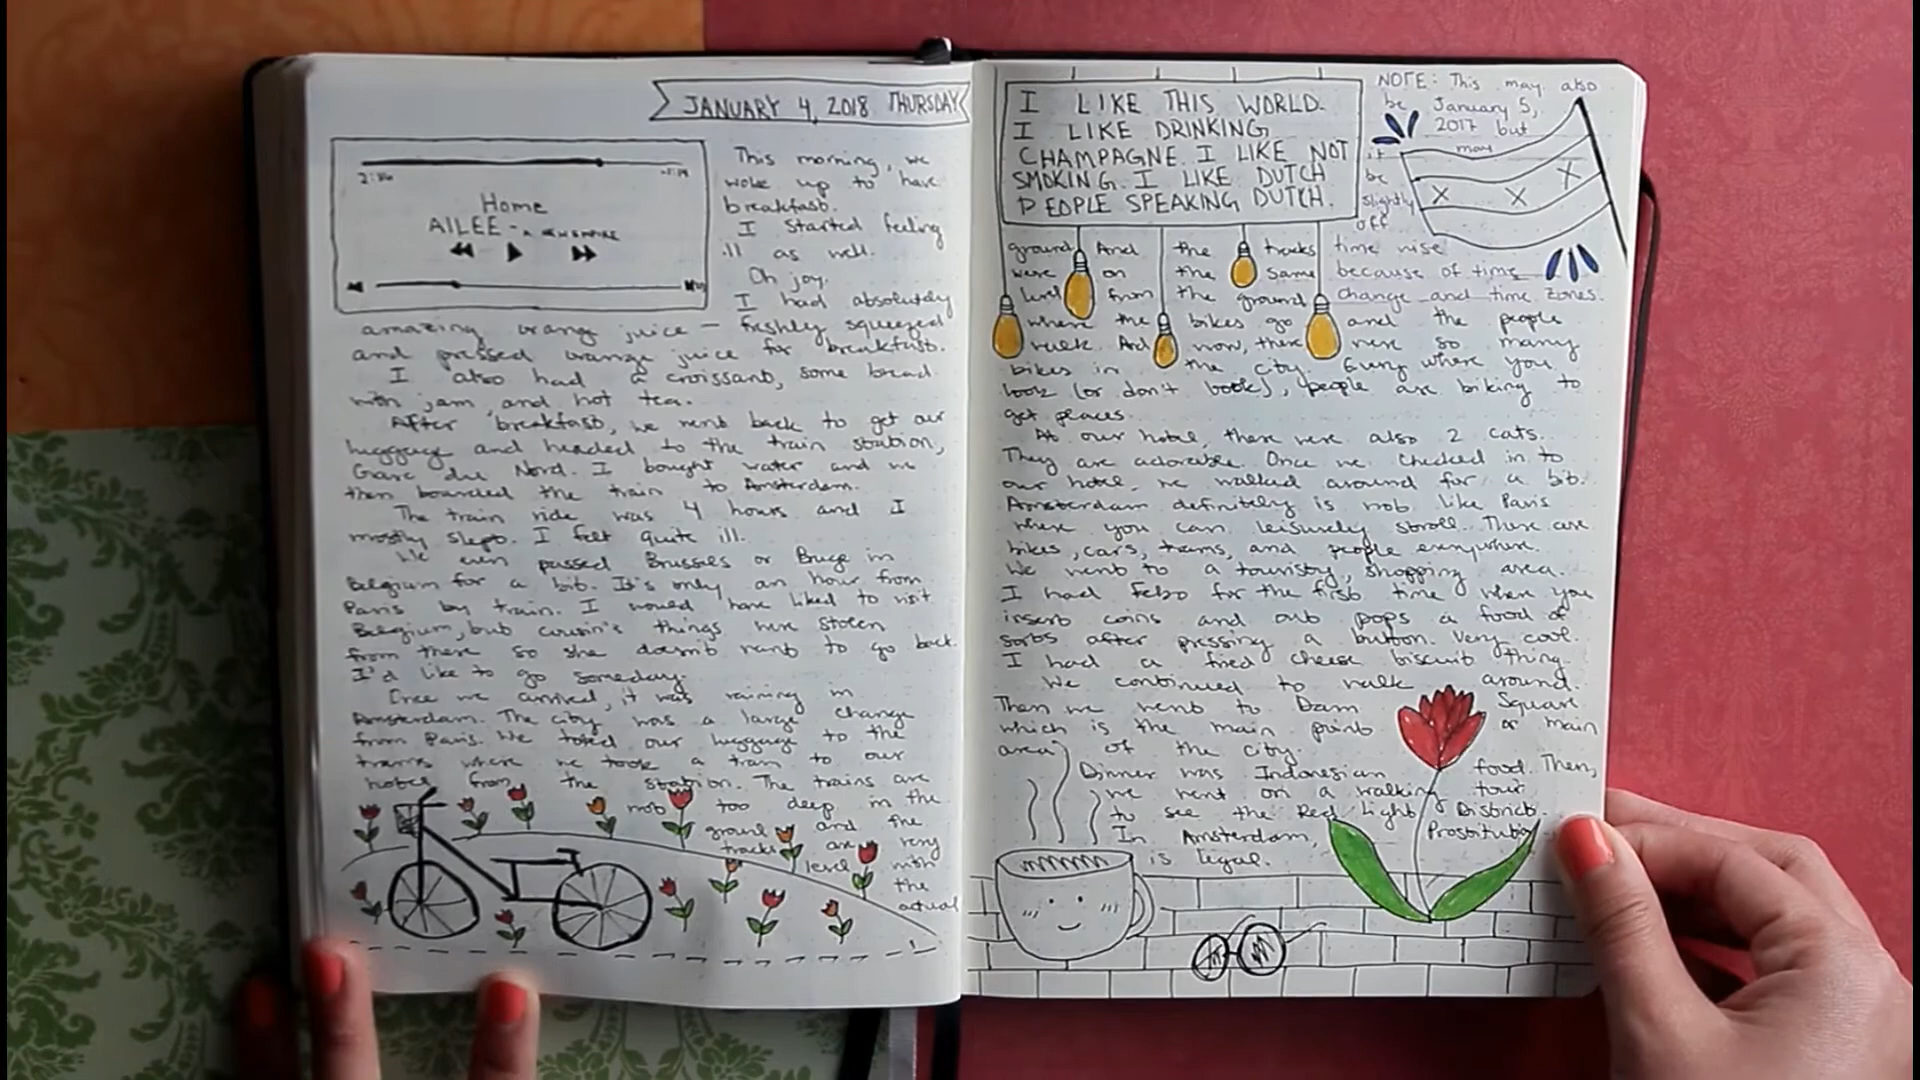 JANUARY 4, 2018 THURSDAY
2:36
Home
AILEE - A NEW EMPIRE
This morning, we
woke up to have
breakfast.
I started feeling
ill as well.
Oh joy.
I had absolutely
amazing orange juice — freshly squeezed
and pressed orange juice for breakfast.
I also had a croissant, some bread
with jam and hot tea.
After breakfast, we went back to get our
luggage and headed to the train station,
Gare du Nord. I bought water and we
then boarded the train to Amsterdam.
The train ride was 4 hours and I
mostly slept. I felt quite ill.
We even passed Brussels or Bruge in
Belgium for a bit. It's only an hour from
Paris by train. I would have liked to visit
Belgium, but cousin's things were stolen
from there so she doesn't want to go back.
I'd like to go someday.
Once we arrived, it was raining in
Amsterdam. The city was a large change
from Paris. We toted our luggage to the
trams where we took a tram to our
hotel from the station. The trains are
not too deep in the
ground and the
tracks are very
level with
the
actual
I LIKE THIS WORLD.
I LIKE DRINKING
CHAMPAGNE. I LIKE NOT
SMOKING. I LIKE DUTCH
PEOPLE SPEAKING DUTCH.
NOTE: This may also
be January 5,
2017 but
may
it
be
slightly
off
time wise
because of time
change and time zones.
X X X
ground. And the tracks
were on the same
level from the ground
where the bikes go and the people
walk. And wow, there were so many
bikes in the city. Everywhere you
look (or don't look), people are biking to
get places.
At our hotel, there were also 2 cats.
They are adorable. Once we checked in to
our hotel, we walked around for a bit.
Amsterdam definitely is not like Paris
where you can leisurely stroll. There are
bikes, cars, trams, and people everywhere.
We went to a touristy, shopping area.
I had Febo for the first time where you
insert coins and out pops a food of
sorts after pressing a button. Very cool.
I had a fried cheese biscuit thing.
We continued to walk around.
Then we went to Dam Square
which is the main point or main
area of the city.
Dinner was Indonesian food. Then,
we went on a walking tour
to see the Red Light District.
In Amsterdam, Prostitution
is legal.